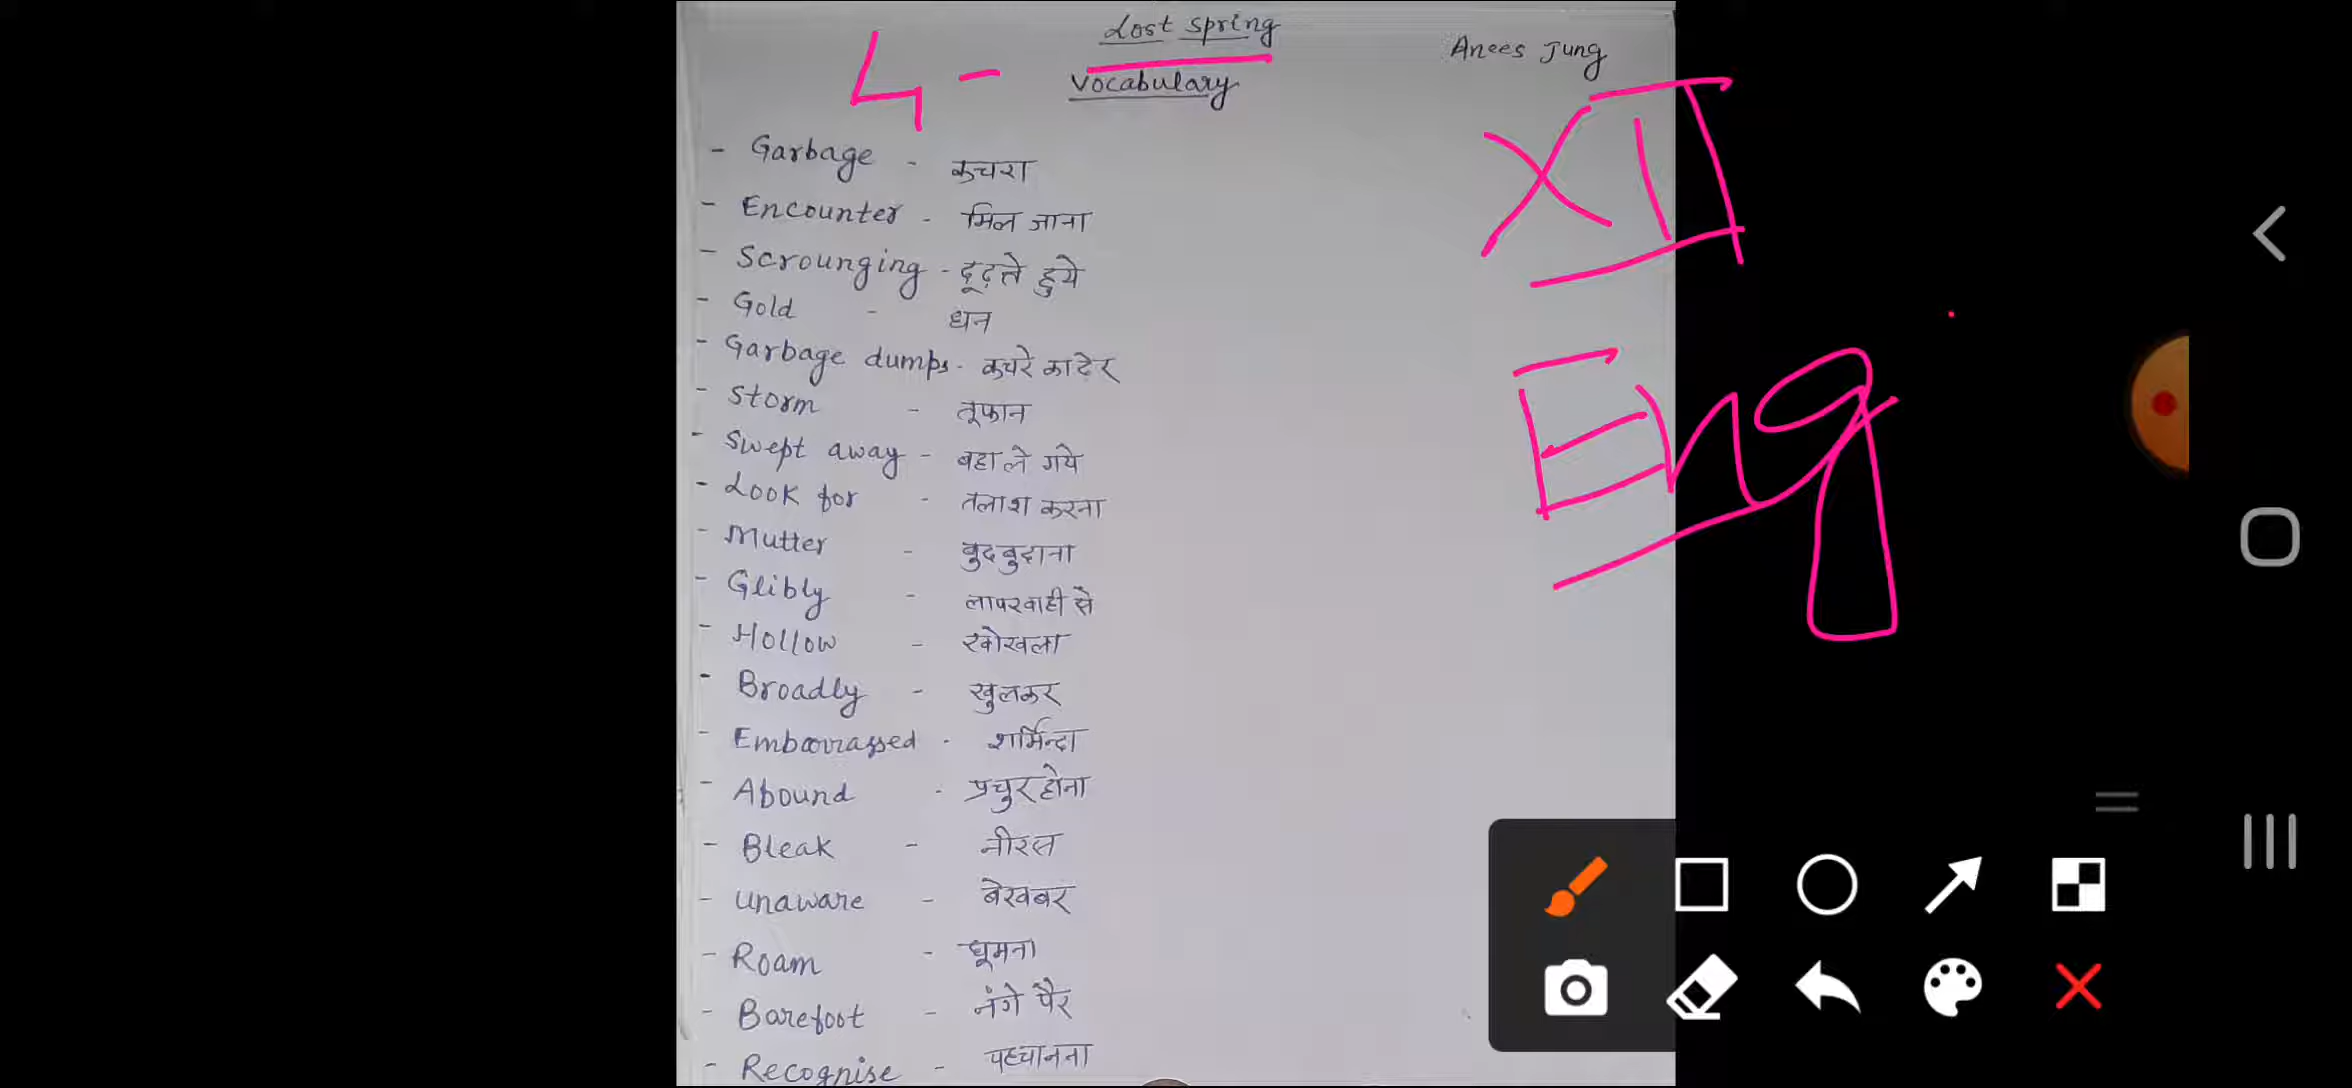 Lost Spring
4 -
Anees Jung
Vocabulary
XII
Eng
- Garbage - कचरा
- Encounter - मिल जाना
- Scrounging - ढूढ़ते हुये
- Gold - धन
- Garbage dumps - कचरे का ढेर
- Storm - तूफान
- Swept away - बहा ले गये
- Look for - तलाश करना
- Mutter - बुदबुदाना
- Glibly - लापरवाही से
- Hollow - खोखला
- Broadly - खुलकर
- Embarrassed - शर्मिन्दा
- Abound - प्रचुर होना
- Bleak - नीरस
- Unaware - बेखबर
- Roam - घूमना
- Barefoot - नंगे पैर
- Recognise - पहचानना